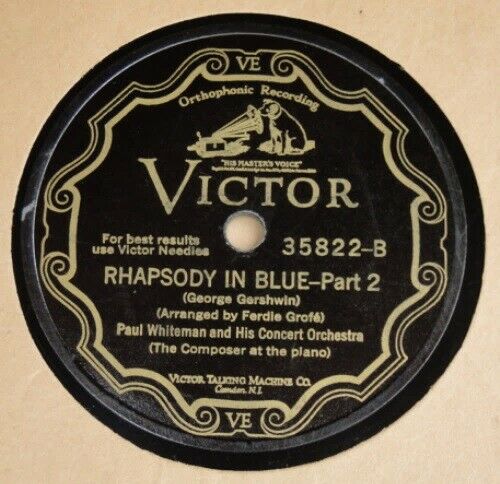 VE
Orthophonic Recording
"HIS MASTER'S VOICE"
VICTOR
For best results
use Victor Needles
35822-B
RHAPSODY IN BLUE-Part 2
(George Gershwin)
(Arranged by Ferdie Grofé)
Paul Whiteman and His Concert Orchestra
(The Composer at the piano)
VICTOR TALKING MACHINE CO.
Camden, N.J.
VE